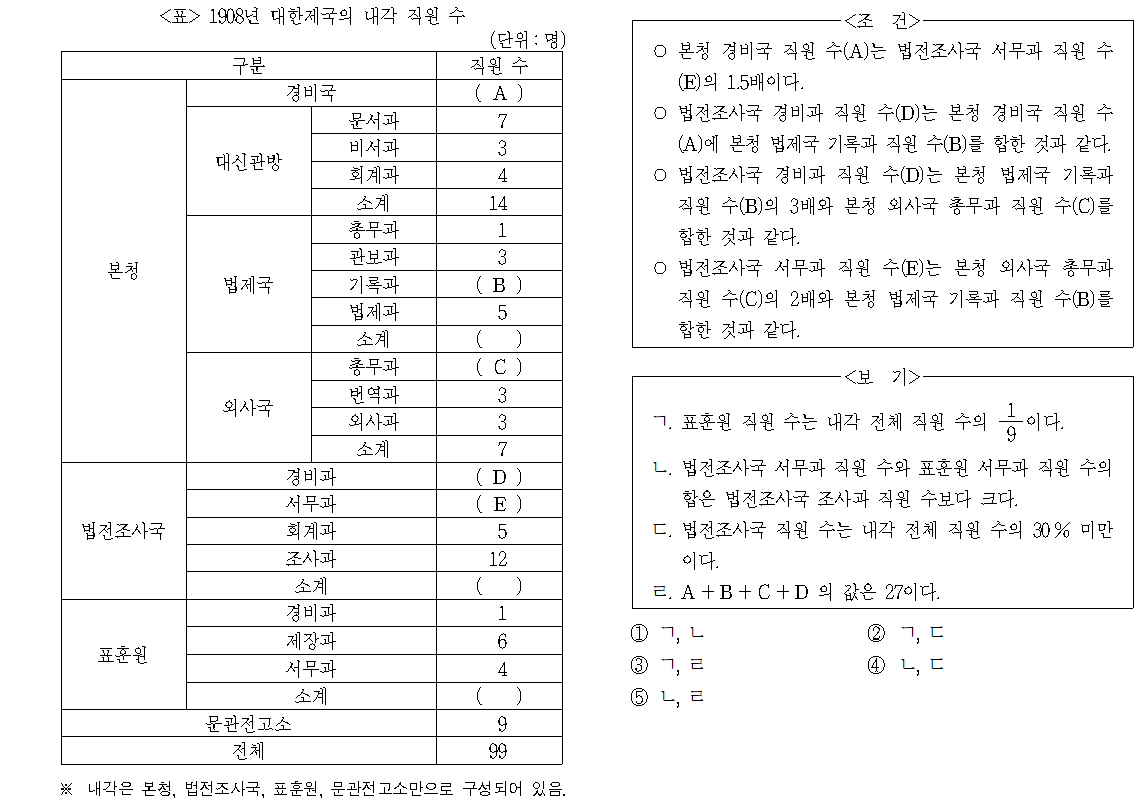 <표> 1908년 대한제국의 내각 직원 수
(단위 : 명)
구분 직원 수
본청 경비국 ( A )
대신관방 문서과 7
비서과 3
회계과 4
소계 14
법제국 총무과 1
관보과 3
기록과 ( B )
법제과 5
소계 ( )
외사국 총무과 ( C )
번역과 3
외사과 3
소계 7
법전조사국 경비과 ( D )
서무과 ( E )
회계과 5
조사과 12
소계 ( )
표훈원 경비과 1
제장과 6
서무과 4
소계 ( )
문관전고소 9
전체 99
※ 내각은 본청, 법전조사국, 표훈원, 문관전고소만으로 구성되어 있음.
<조 건>
○ 본청 경비국 직원 수(A)는 법전조사국 서무과 직원 수
(E)의 1.5배이다.
○ 법전조사국 경비과 직원 수(D)는 본청 경비국 직원 수
(A)에 본청 법제국 기록과 직원 수(B)를 합한 것과 같다.
○ 법전조사국 경비과 직원 수(D)는 본청 법제국 기록과
직원 수(B)의 3배와 본청 외사국 총무과 직원 수(C)를
합한 것과 같다.
○ 법전조사국 서무과 직원 수(E)는 본청 외사국 총무과
직원 수(C)의 2배와 본청 법제국 기록과 직원 수(B)를
합한 것과 같다.
<보 기>
ㄱ. 표훈원 직원 수는 내각 전체 직원 수의 1/9이다.
ㄴ. 법전조사국 서무과 직원 수와 표훈원 서무과 직원 수의
합은 법전조사국 조사과 직원 수보다 크다.
ㄷ. 법전조사국 직원 수는 내각 전체 직원 수의 30% 미만
이다.
ㄹ. A+B+C+D 의 값은 27이다.
① ㄱ, ㄴ ② ㄱ, ㄷ
③ ㄱ, ㄹ ④ ㄴ, ㄷ
⑤ ㄴ, ㄹ